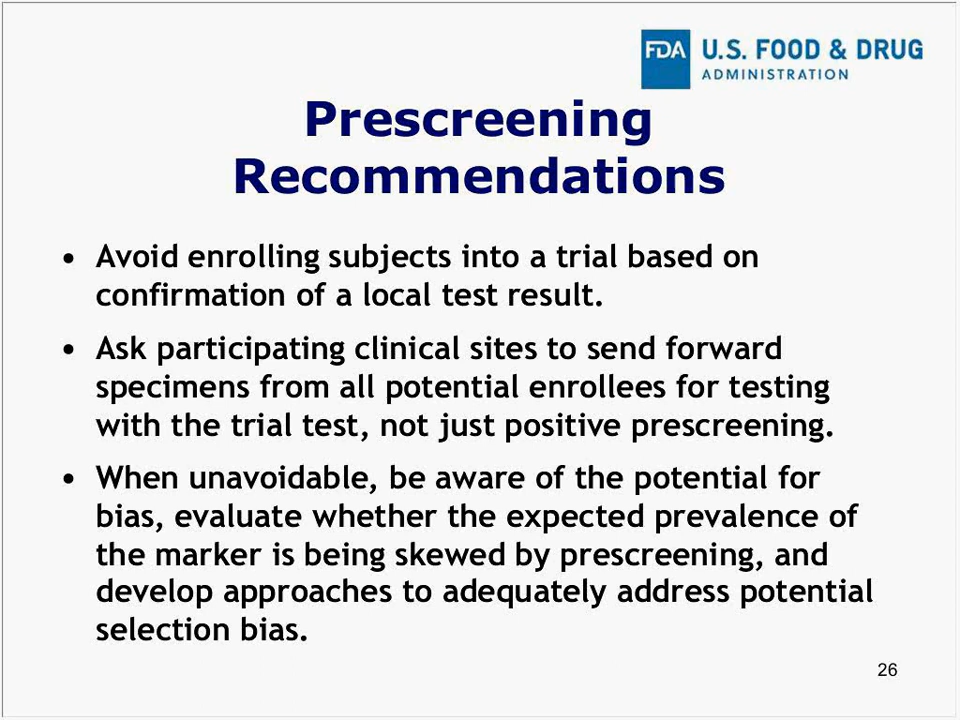 FDA U.S. FOOD & DRUG
ADMINISTRATION
Prescreening
Recommendations
• Avoid enrolling subjects into a trial based on
confirmation of a local test result.
• Ask participating clinical sites to send forward
specimens from all potential enrollees for testing
with the trial test, not just positive prescreening.
• When unavoidable, be aware of the potential for
bias, evaluate whether the expected prevalence of
the marker is being skewed by prescreening, and
develop approaches to adequately address potential
selection bias.
26